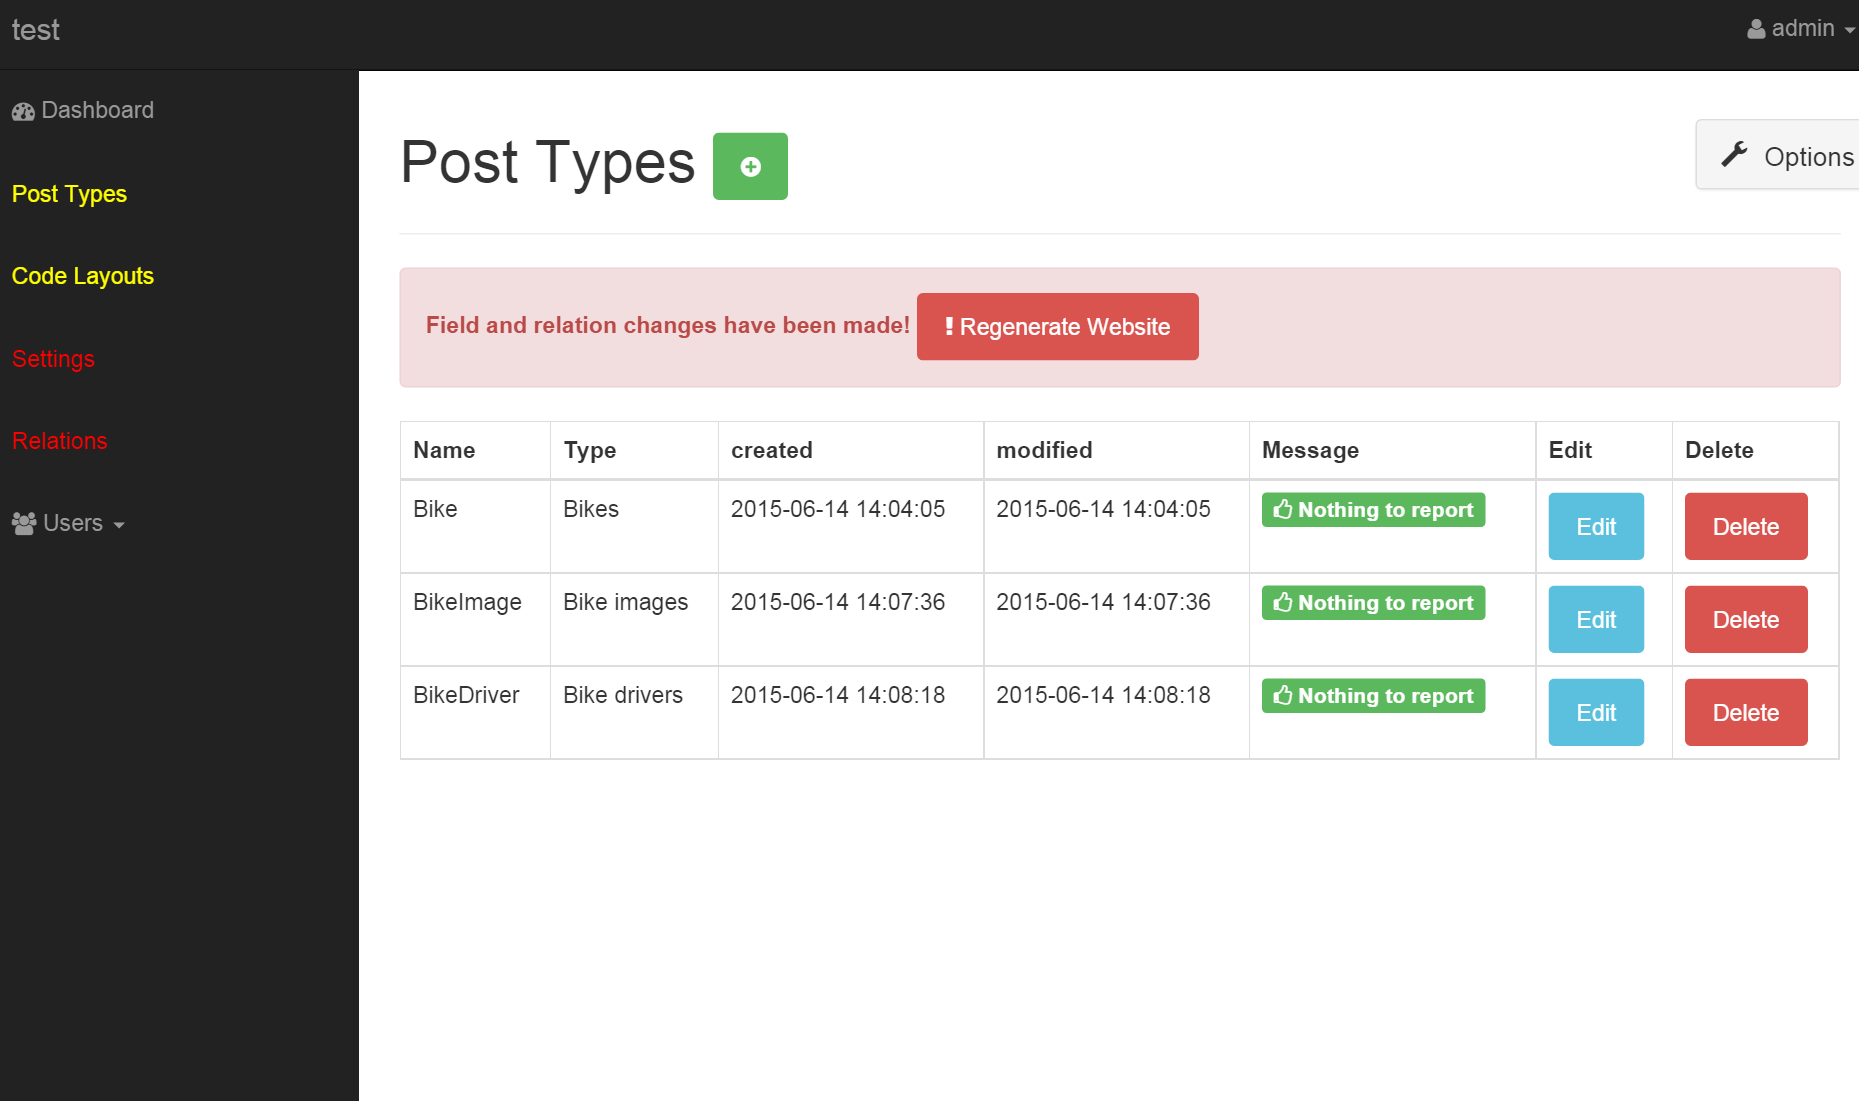 test
admin
Dashboard
Post Types
Code Layouts
Settings
Relations
Users
Post Types
Options
Field and relation changes have been made! ! Regenerate Website
Name Type created modified Message Edit Delete
Bike Bikes 2015-06-14 14:04:05 2015-06-14 14:04:05 Nothing to report Edit Delete
BikeImage Bike images 2015-06-14 14:07:36 2015-06-14 14:07:36 Nothing to report Edit Delete
BikeDriver Bike drivers 2015-06-14 14:08:18 2015-06-14 14:08:18 Nothing to report Edit Delete